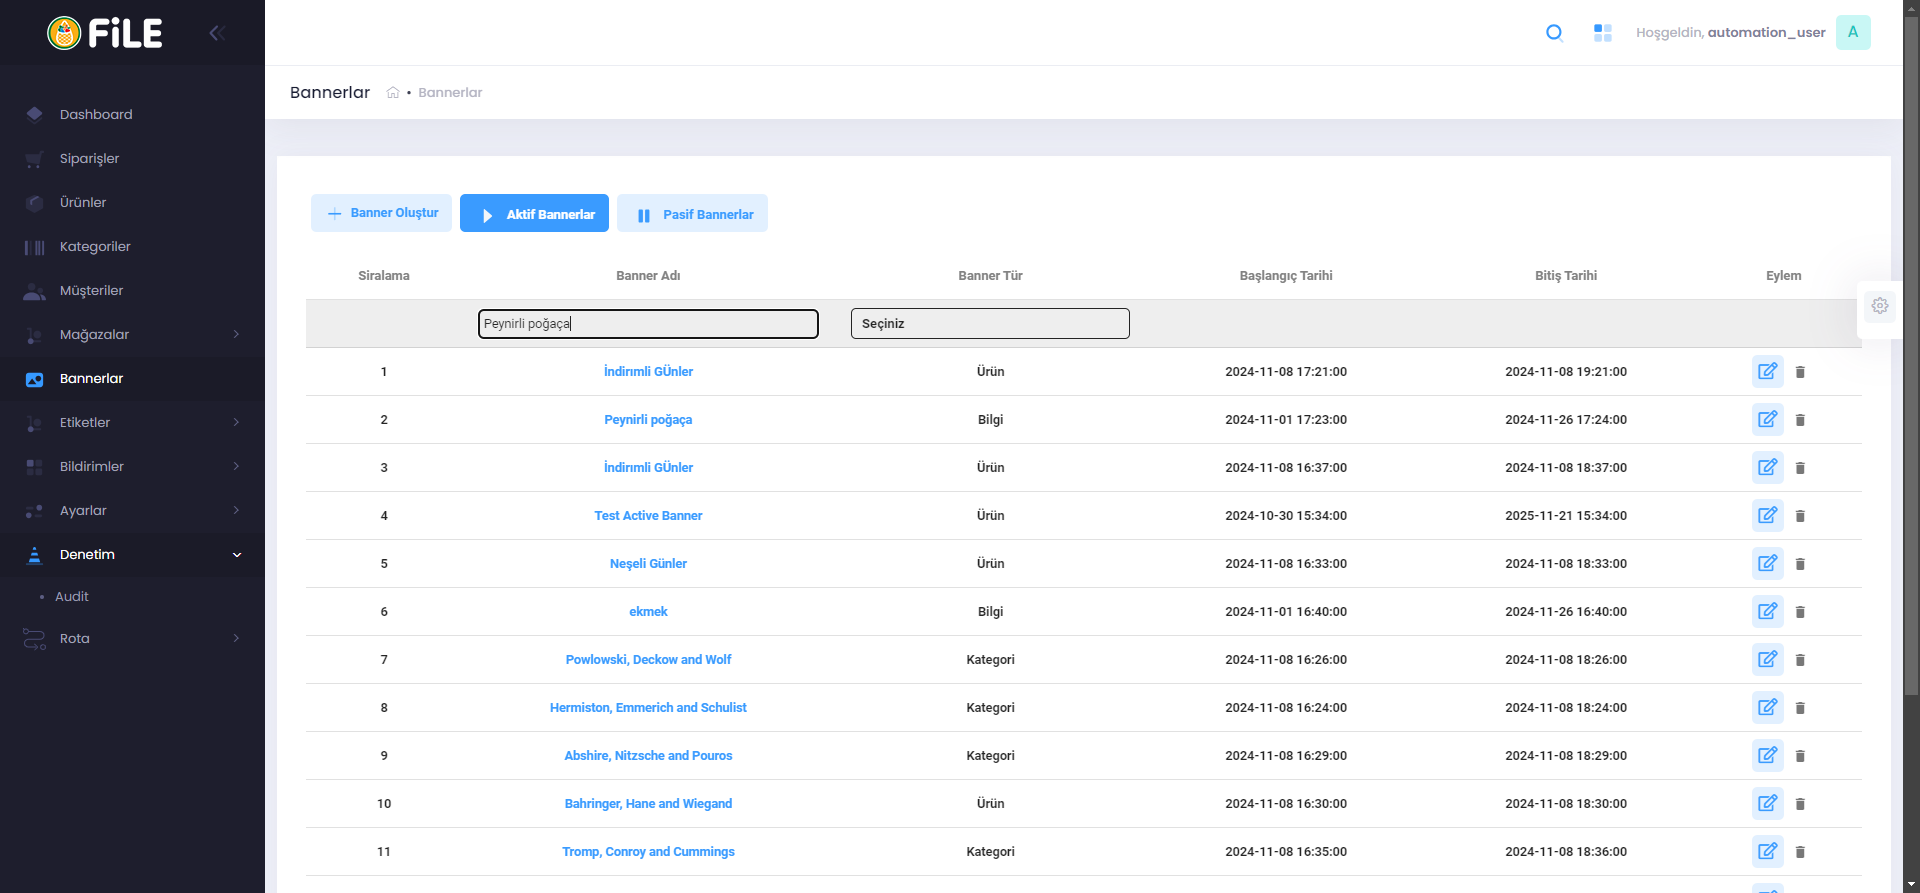 FiLE
Hoşgeldin, automation_user
A
Bannerlar
Bannerlar
Dashboard
Siparişler
Ürünler
Kategoriler
Müşteriler
Mağazalar
Bannerlar
Etiketler
Bildirimler
Ayarlar
Denetim
Audit
Rota
Banner Oluştur
Aktif Bannerlar
Pasif Bannerlar
Siralama Banner Adı Banner Tür Başlangıç Tarihi Bitiş Tarihi Eylem
Peynirli poğaça Seçiniz
1 İndirımli GÜnler Ürün 2024-11-08 17:21:00 2024-11-08 19:21:00
2 Peynirli poğaça Bilgi 2024-11-01 17:23:00 2024-11-26 17:24:00
3 İndirımli GÜnler Ürün 2024-11-08 16:37:00 2024-11-08 18:37:00
4 Test Active Banner Ürün 2024-10-30 15:34:00 2025-11-21 15:34:00
5 Neşeli Günler Ürün 2024-11-08 16:33:00 2024-11-08 18:33:00
6 ekmek Bilgi 2024-11-01 16:40:00 2024-11-26 16:40:00
7 Powlowski, Deckow and Wolf Kategori 2024-11-08 16:26:00 2024-11-08 18:26:00
8 Hermiston, Emmerich and Schulist Kategori 2024-11-08 16:24:00 2024-11-08 18:24:00
9 Abshire, Nitzsche and Pouros Kategori 2024-11-08 16:29:00 2024-11-08 18:29:00
10 Bahringer, Hane and Wiegand Ürün 2024-11-08 16:30:00 2024-11-08 18:30:00
11 Tromp, Conroy and Cummings Kategori 2024-11-08 16:35:00 2024-11-08 18:36:00